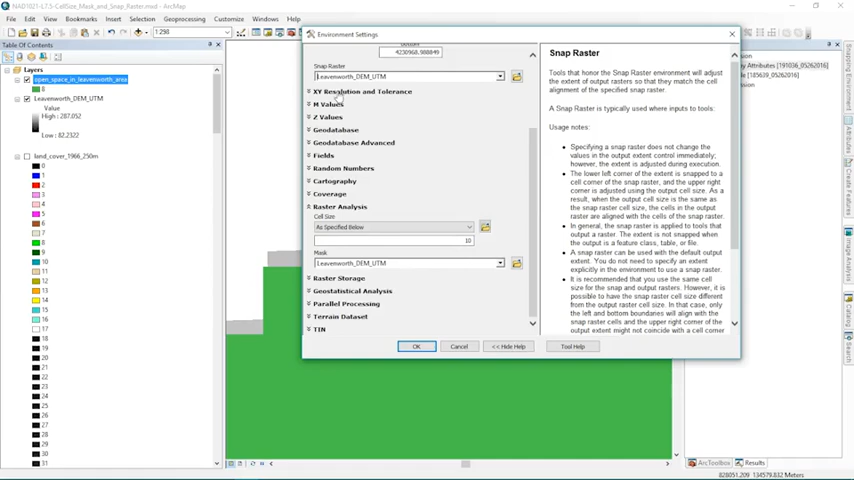 NAD1021-L7.5-CellSize_Mask_and_Snap_Raster.mxd - ArcMap
File Edit View Bookmarks Insert Selection Geoprocessing Customize Windows Help
1:298
Table Of Contents
Layers
open_space_in_leavenworth_area
8
Leavenworth_DEM_UTM
Value
High : 287.052
Low : 82.2322
land_cover_1966_250m
0
1
2
3
4
5
6
7
8
9
10
11
12
13
14
15
16
17
18
19
20
21
22
23
24
25
26
27
28
29
30
31
Environment Settings
4230968.988849
Snap Raster
Leavenworth_DEM_UTM
XY Resolution and Tolerance
M Values
Z Values
Geodatabase
Geodatabase Advanced
Fields
Random Numbers
Cartography
Coverage
Raster Analysis
Cell Size
As Specified Below
10
Mask
Leavenworth_DEM_UTM
Raster Storage
Geostatistical Analysis
Parallel Processing
Terrain Dataset
TIN
OK
Cancel
<< Hide Help
Tool Help
Snap Raster
Tools that honor the Snap Raster environment will adjust
the extent of output rasters so that they match the cell
alignment of the specified snap raster.
A Snap Raster is typically used where inputs to tools:
Usage notes:
• Specifying a snap raster does not change the
values in the output extent control immediately;
however, the extent is adjusted during execution.
• The lower left corner of the extent is snapped to a
cell corner of the snap raster, and the upper right
corner is adjusted using the output cell size. As a
result, when the output cell size is the same as
the snap raster cell size, the cells in the output
raster are aligned with the cells of the snap raster.
• In general, the snap raster is applied to tools that
output a raster. The extent is not snapped when
the output is a feature class, table, or file.
• A snap raster can be used with the default output
extent. You do not need to specify an extent
explicitly in the environment to use a snap raster.
• It is recommended that you use the same cell
size for the snap and output rasters. However, it is
possible to have the snap raster cell size different
from the output raster cell size. In that case, only
the left and bottom boundaries will align with the
snap raster cells and the upper right corner of the
output extent might not coincide with a cell corner
y Attributes [191036_05262016]
185639_05262016]
ension
Snapping Environment
Attributes
Create Features
Image Analysis
Catalog
Results
ArcToolbox
Results
828051.209 134579.832 Meters